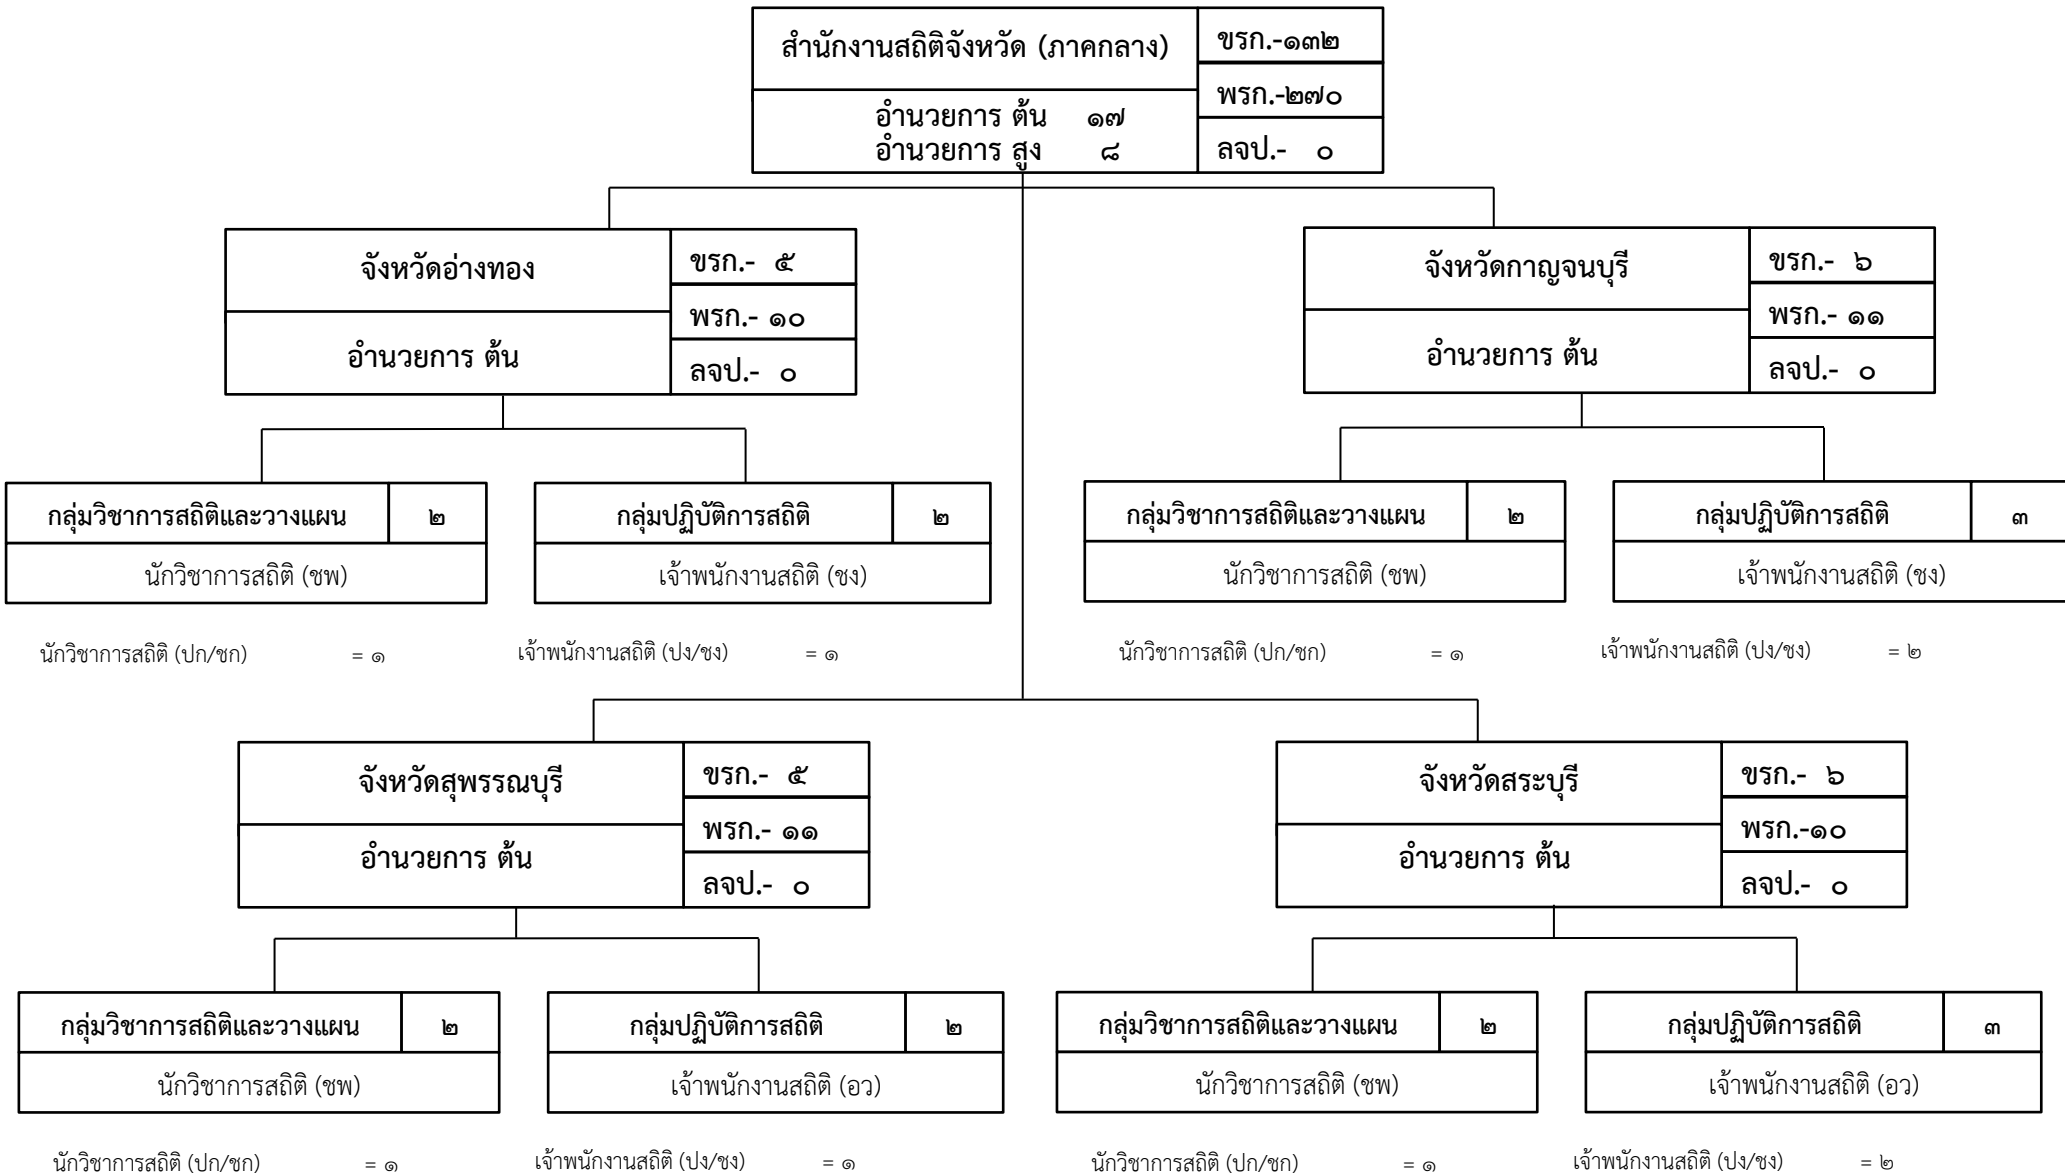 สำนักงานสถิติจังหวัด (ภาคกลาง)
ขรก.-๑๓๒
พรก.-๒๗๐
อำนวยการ ต้น ๑๗
อำนวยการ สูง ๘
ลจป.- ๐
จังหวัดอ่างทอง
ขรก.- ๕
พรก.- ๑๐
อำนวยการ ต้น
ลจป.- ๐
จังหวัดกาญจนบุรี
ขรก.- ๖
พรก.- ๑๑
อำนวยการ ต้น
ลจป.- ๐
กลุ่มวิชาการสถิติและวางแผน ๒
นักวิชาการสถิติ (ชพ)
นักวิชาการสถิติ (ปก/ชก) = ๑
กลุ่มปฏิบัติการสถิติ ๒
เจ้าพนักงานสถิติ (ชง)
เจ้าพนักงานสถิติ (ปง/ชง) = ๑
กลุ่มวิชาการสถิติและวางแผน ๒
นักวิชาการสถิติ (ชพ)
นักวิชาการสถิติ (ปก/ชก) = ๑
กลุ่มปฏิบัติการสถิติ ๓
เจ้าพนักงานสถิติ (ชง)
เจ้าพนักงานสถิติ (ปง/ชง) = ๒
จังหวัดสุพรรณบุรี
ขรก.- ๕
พรก.- ๑๑
อำนวยการ ต้น
ลจป.- ๐
จังหวัดสระบุรี
ขรก.- ๖
พรก.-๑๐
อำนวยการ ต้น
ลจป.- ๐
กลุ่มวิชาการสถิติและวางแผน ๒
นักวิชาการสถิติ (ชพ)
นักวิชาการสถิติ (ปก/ชก) = ๑
กลุ่มปฏิบัติการสถิติ ๒
เจ้าพนักงานสถิติ (อว)
เจ้าพนักงานสถิติ (ปง/ชง) = ๑
กลุ่มวิชาการสถิติและวางแผน ๒
นักวิชาการสถิติ (ชพ)
นักวิชาการสถิติ (ปก/ชก) = ๑
กลุ่มปฏิบัติการสถิติ ๓
เจ้าพนักงานสถิติ (อว)
เจ้าพนักงานสถิติ (ปง/ชง) = ๒